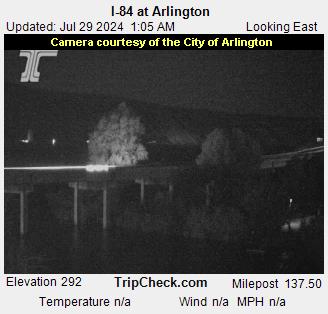 I-84 at Arlington
Updated: Jul 29 2024 1:05 AM Looking East
Camera courtesy of the City of Arlington
Elevation 292 TripCheck.com Milepost 137.50
Temperature n/a Wind n/a MPH n/a